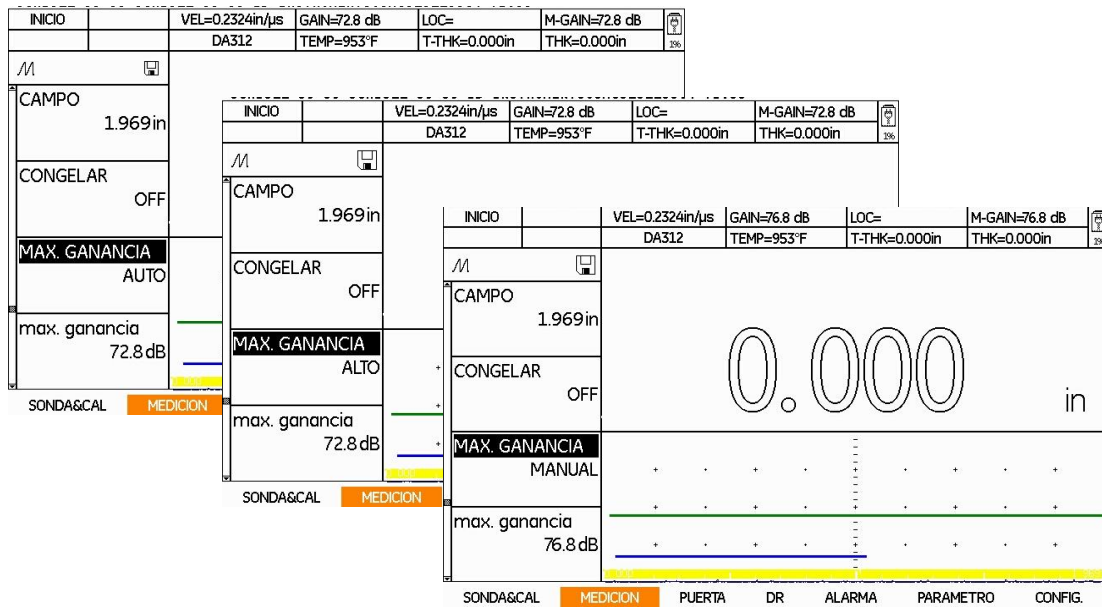 INICIO VEL=0.2324in/µs GAIN=72.8 dB LOC= M-GAIN=72.8 dB
DA312 TEMP=953°F T-THK=0.000in THK=0.000in 1%
CAMPO
1.969in
CONGELAR
OFF
MAX. GANANCIA
AUTO
max. ganancia
72.8dB
SONDA&CAL MEDICION
INICIO VEL=0.2324in/µs GAIN=72.8 dB LOC= M-GAIN=72.8 dB
DA312 TEMP=953°F T-THK=0.000in THK=0.000in 1%
CAMPO
1.969in
CONGELAR
OFF
MAX. GANANCIA
ALTO
max. ganancia
72.8dB
SONDA&CAL MEDICION
INICIO VEL=0.2324in/µs GAIN=76.8 dB LOC= M-GAIN=76.8 dB
DA312 TEMP=953°F T-THK=0.000in THK=0.000in
CAMPO
1.969in
CONGELAR
OFF
0.000 in
MAX. GANANCIA
MANUAL
max. ganancia
76.8dB
SONDA&CAL MEDICION PUERTA DR ALARMA PARAMETRO CONFIG.